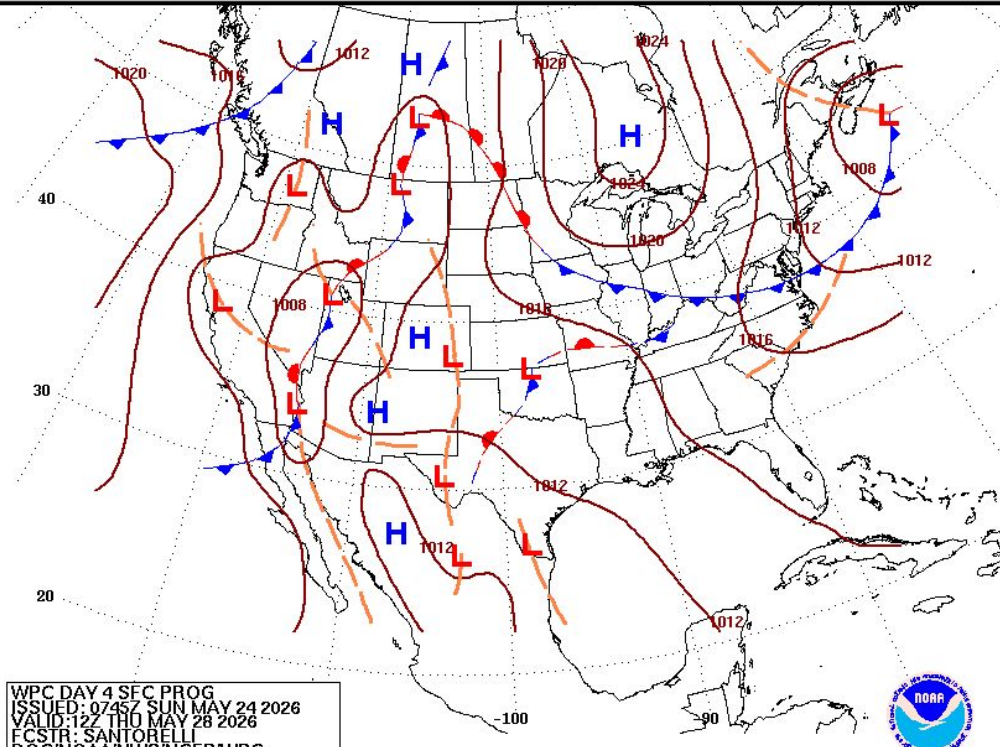 1024
1012
1020
1020
1016
H
H
L
L
H
H
1008
1024
L
L
40
1012
1020
1012
L
1008
L
1016
H
1016
L
L
30
L
H
L
1012
H
1012
L
L
20
1012
-100
-90
WPC DAY 4 SFC PROG
ISSUED: 0745Z SUN MAY 24 2026
VALID:12Z THU MAY 28 2026
FCSTR: SANTORELLI
NOAA